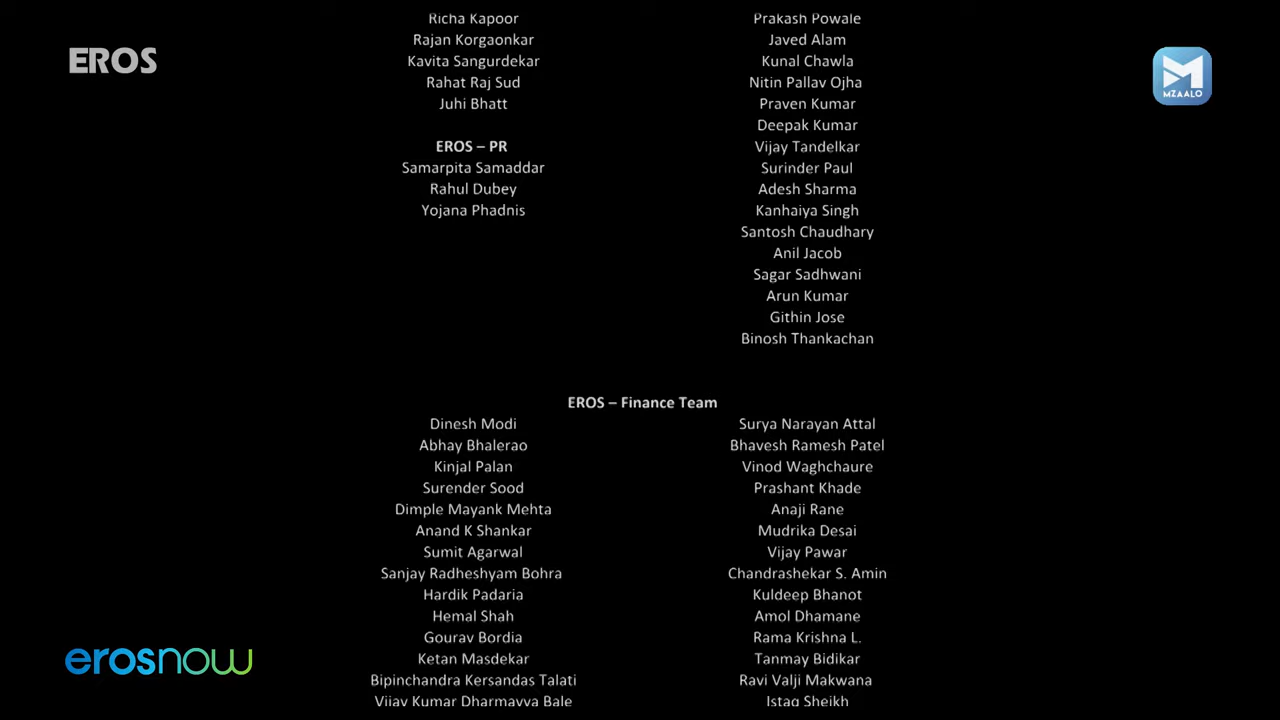 EROS
MZAALO
Richa Kapoor
Rajan Korgaonkar
Kavita Sangurdekar
Rahat Raj Sud
Juhi Bhatt
EROS – PR
Samarpita Samaddar
Rahul Dubey
Yojana Phadnis
Prakash Powale
Javed Alam
Kunal Chawla
Nitin Pallav Ojha
Praven Kumar
Deepak Kumar
Vijay Tandelkar
Surinder Paul
Adesh Sharma
Kanhaiya Singh
Santosh Chaudhary
Anil Jacob
Sagar Sadhwani
Arun Kumar
Githin Jose
Binosh Thankachan
EROS – Finance Team
Dinesh Modi
Abhay Bhalerao
Kinjal Palan
Surender Sood
Dimple Mayank Mehta
Anand K Shankar
Sumit Agarwal
Sanjay Radheshyam Bohra
Hardik Padaria
Hemal Shah
Gourav Bordia
Ketan Masdekar
Bipinchandra Kersandas Talati
Vijay Kumar Dharmayya Bale
Surya Narayan Attal
Bhavesh Ramesh Patel
Vinod Waghchaure
Prashant Khade
Anaji Rane
Mudrika Desai
Vijay Pawar
Chandrashekar S. Amin
Kuldeep Bhanot
Amol Dhamane
Rama Krishna L.
Tanmay Bidikar
Ravi Valji Makwana
Istaq Sheikh
erosnow